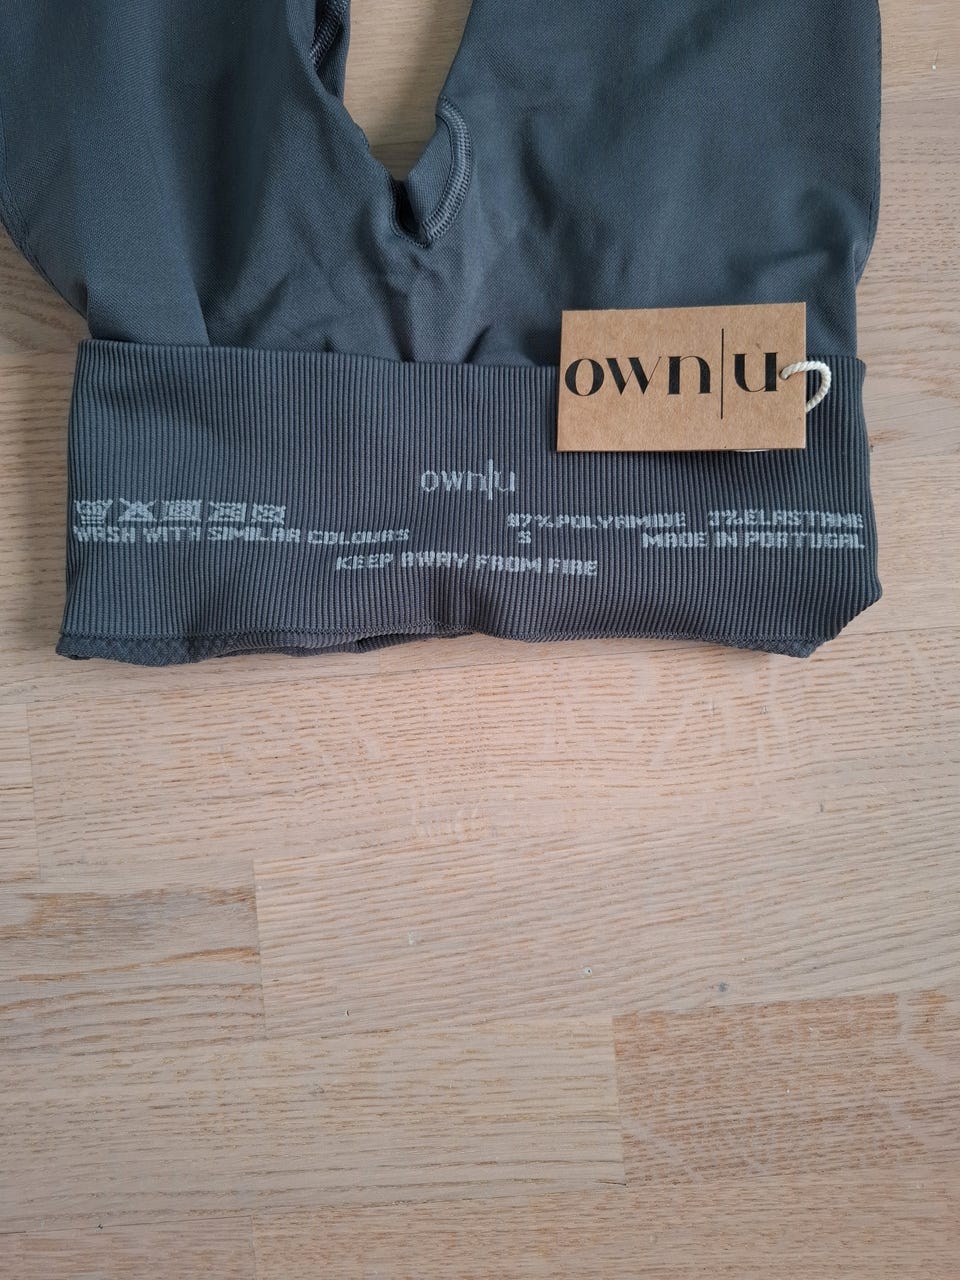 own|u
own|u
WASH WITH SIMILAR COLOURS
97%POLYAMIDE 3%ELASTANE
S MADE IN PORTUGAL
KEEP AWAY FROM FIRE